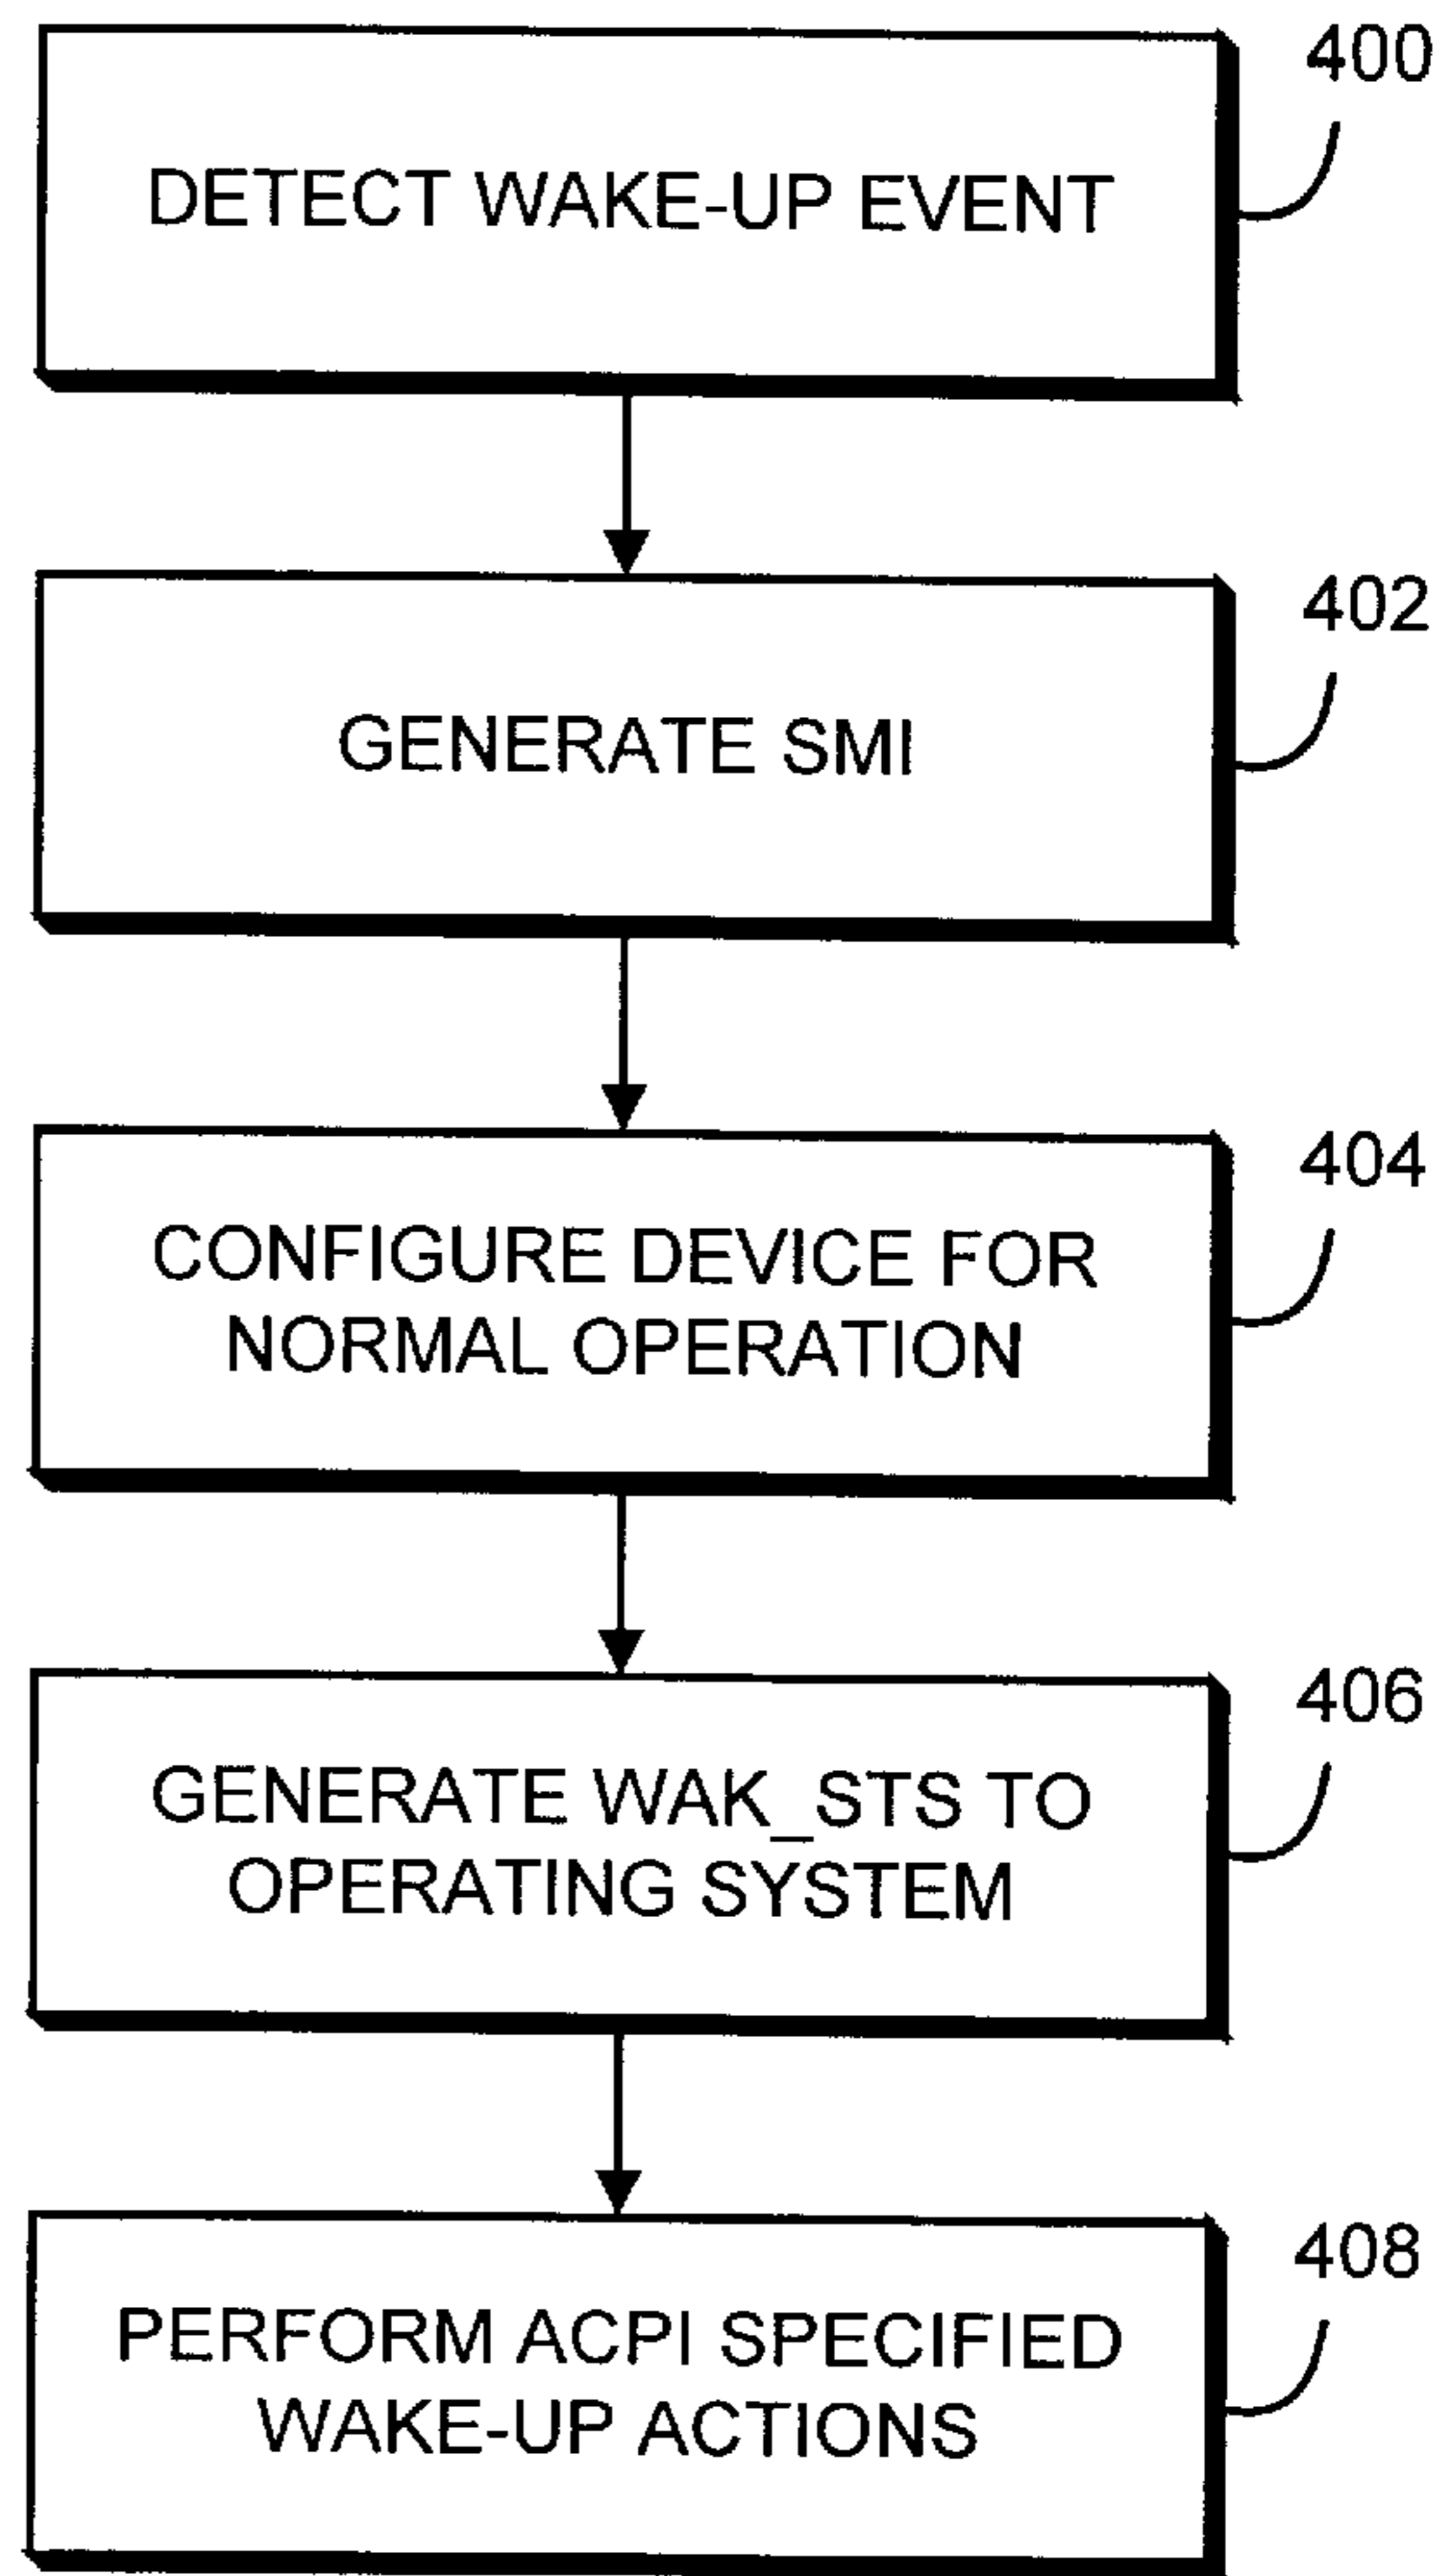 400
DETECT WAKE-UP EVENT
402
GENERATE SMI
404
CONFIGURE DEVICE FOR
NORMAL OPERATION
406
GENERATE WAK_STS TO
OPERATING SYSTEM
408
PERFORM ACPI SPECIFIED
WAKE-UP ACTIONS